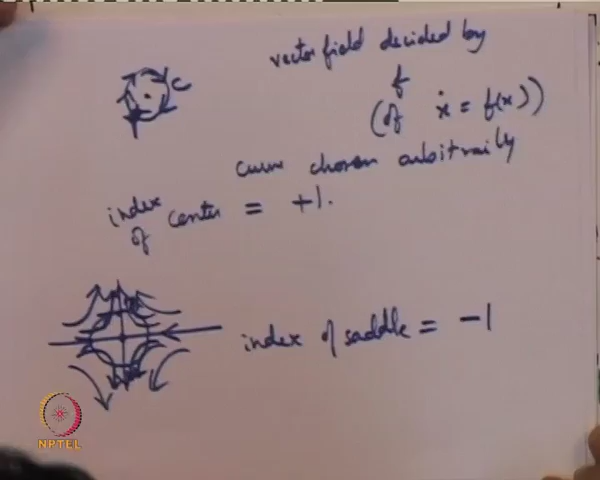 vector field decided by
f
(of ẋ = f(x))
C
curve chosen arbitrarily
index
of center = +1.
index of saddle = -1
NPTEL